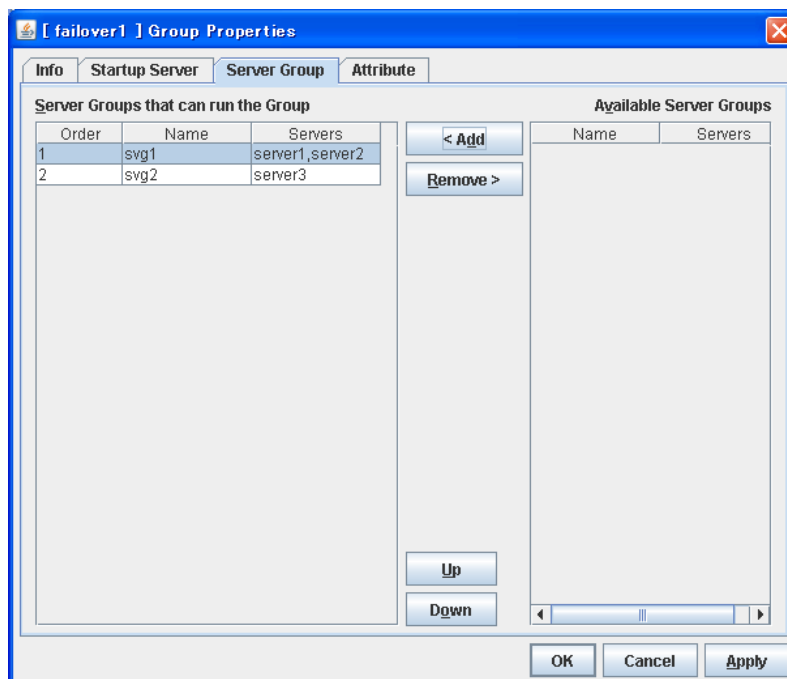 [ failover1 ] Group Properties
Info Startup Server Server Group Attribute
Server Groups that can run the Group
Available Server Groups
Order Name Servers
1 svg1 server1,server2
2 svg2 server3
< Add
Remove >
Name Servers
Up
Down
OK Cancel Apply